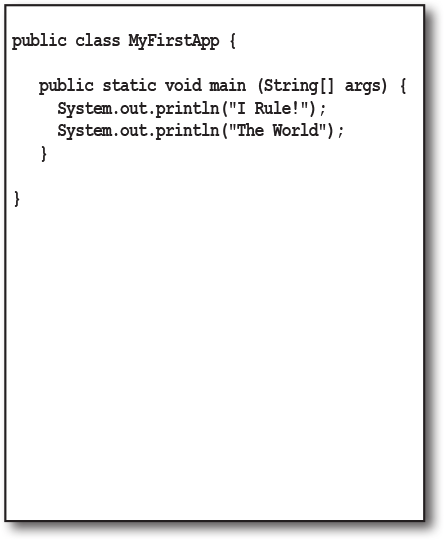 public class MyFirstApp {
public static void main (String[] args) {
System.out.println("I Rule!");
System.out.println("The World");
}
}